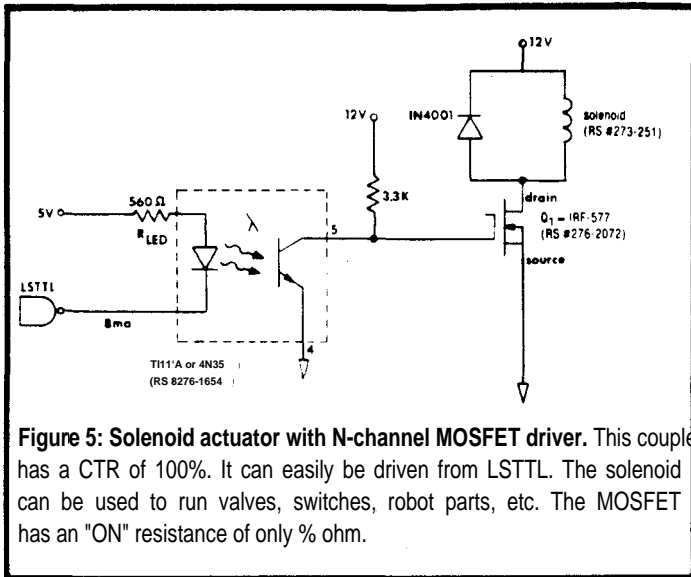 12V
IN4001
solenoid
(RS #273-251)
12V
3.3K
drain
Q1 = IRF-577
(RS #276-2072)
source
560 Ω
5V
RLED
λ
5
LSTTL
8ma
4
TI11'A or 4N35
(RS 8276-1654
Figure 5: Solenoid actuator with N-channel MOSFET driver. This couple
has a CTR of 100%. It can easily be driven from LSTTL. The solenoid
can be used to run valves, switches, robot parts, etc. The MOSFET
has an "ON" resistance of only % ohm.